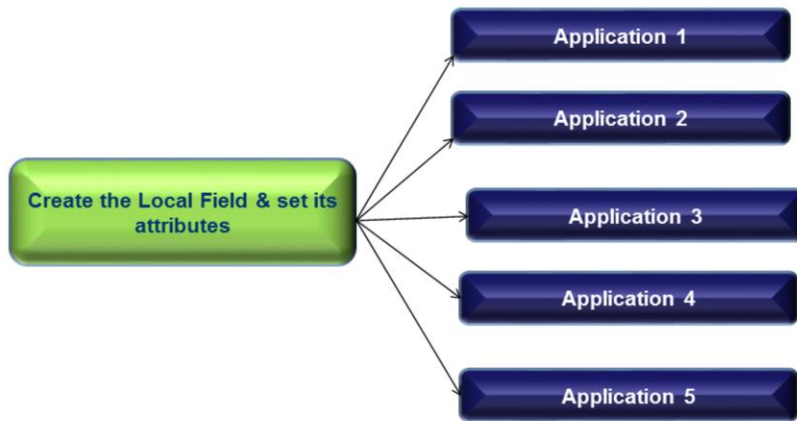 Application 1
Application 2
Create the Local Field & set its
attributes
Application 3
Application 4
Application 5